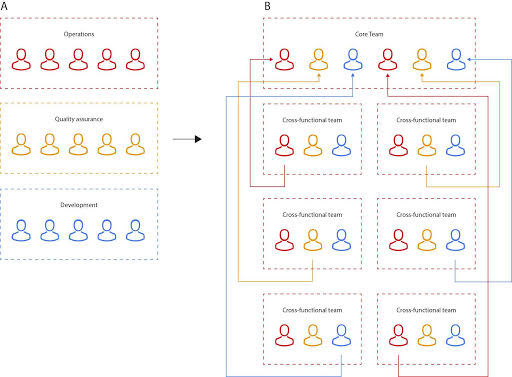 A
B
Operations
Quality assurance
Development
Core Team
Cross-functional team
Cross-functional team
Cross-functional team
Cross-functional team
Cross-functional team
Cross-functional team